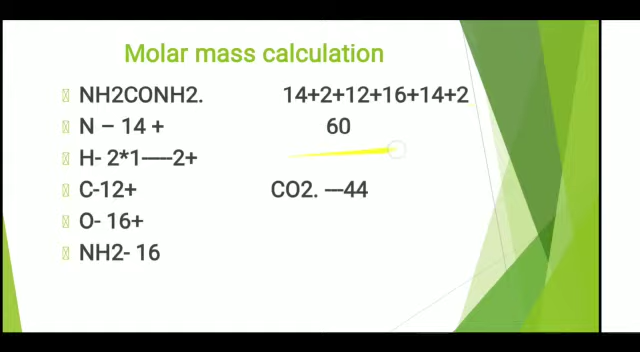 Molar mass calculation
NH2CONH2. 14+2+12+16+14+2
N – 14 + 60
H- 2*1-----2+
C-12+ CO2. ---44
O- 16+
NH2- 16